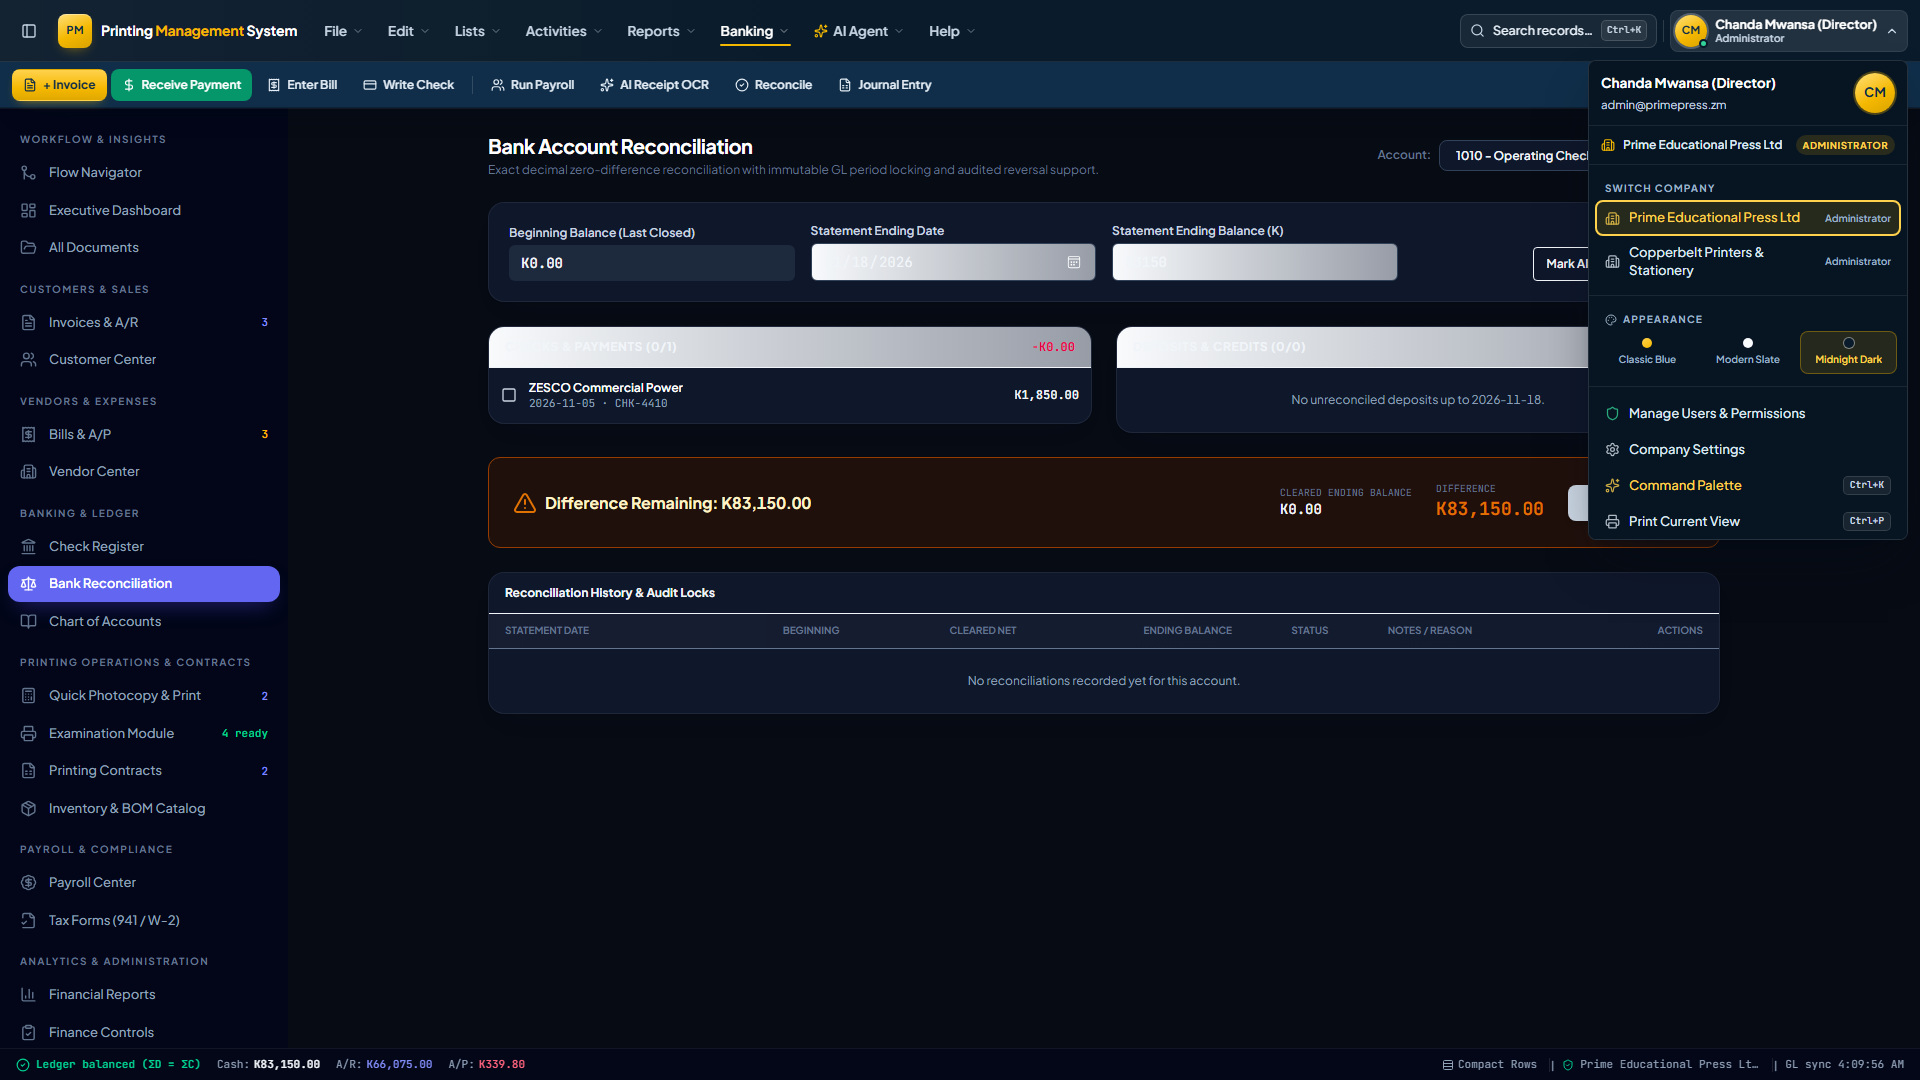 PM
Printing Management System
File
Edit
Lists
Activities
Reports
Banking
AI Agent
Help
Search records...
Ctrl+K
CM
Chanda Mwansa (Director)
Administrator
+ Invoice
Receive Payment
Enter Bill
Write Check
Run Payroll
AI Receipt OCR
Reconcile
Journal Entry
WORKFLOW & INSIGHTS
Flow Navigator
Executive Dashboard
All Documents
CUSTOMERS & SALES
Invoices & A/R 3
Customer Center
VENDORS & EXPENSES
Bills & A/P 3
Vendor Center
BANKING & LEDGER
Check Register
Bank Reconciliation
Chart of Accounts
PRINTING OPERATIONS & CONTRACTS
Quick Photocopy & Print 2
Examination Module 4 ready
Printing Contracts 2
Inventory & BOM Catalog
PAYROLL & COMPLIANCE
Payroll Center
Tax Forms (941 / W-2)
ANALYTICS & ADMINISTRATION
Financial Reports
Finance Controls
Bank Account Reconciliation
Exact decimal zero-difference reconciliation with immutable GL period locking and audited reversal support.
Account:
1010 - Operating Chec
Beginning Balance (Last Closed)
K0.00
Statement Ending Date
/18/2026
Statement Ending Balance (K)
Mark Al
& PAYMENTS (0/1)
-K0.00
ZESCO Commercial Power
2026-11-05 · CHK-4410
K1,850.00
& CREDITS (0/0)
No unreconciled deposits up to 2026-11-18.
Difference Remaining: K83,150.00
CLEARED ENDING BALANCE
K0.00
DIFFERENCE
K83,150.00
Reconciliation History & Audit Locks
STATEMENT DATE
BEGINNING
CLEARED NET
ENDING BALANCE
STATUS
NOTES / REASON
ACTIONS
No reconciliations recorded yet for this account.
Chanda Mwansa (Director)
admin@primepress.zm
CM
Prime Educational Press Ltd
ADMINISTRATOR
SWITCH COMPANY
Prime Educational Press Ltd
Administrator
Copperbelt Printers &
Stationery
Administrator
APPEARANCE
Classic Blue
Modern Slate
Midnight Dark
Manage Users & Permissions
Company Settings
Command Palette
Ctrl+K
Print Current View
Ctrl+P
Ledger balanced (ΣD = ΣC)
Cash: K83,150.00
A/R: K66,075.00
A/P: K339.80
Compact Rows
| Prime Educational Press Lt…
| GL sync 4:09:56 AM